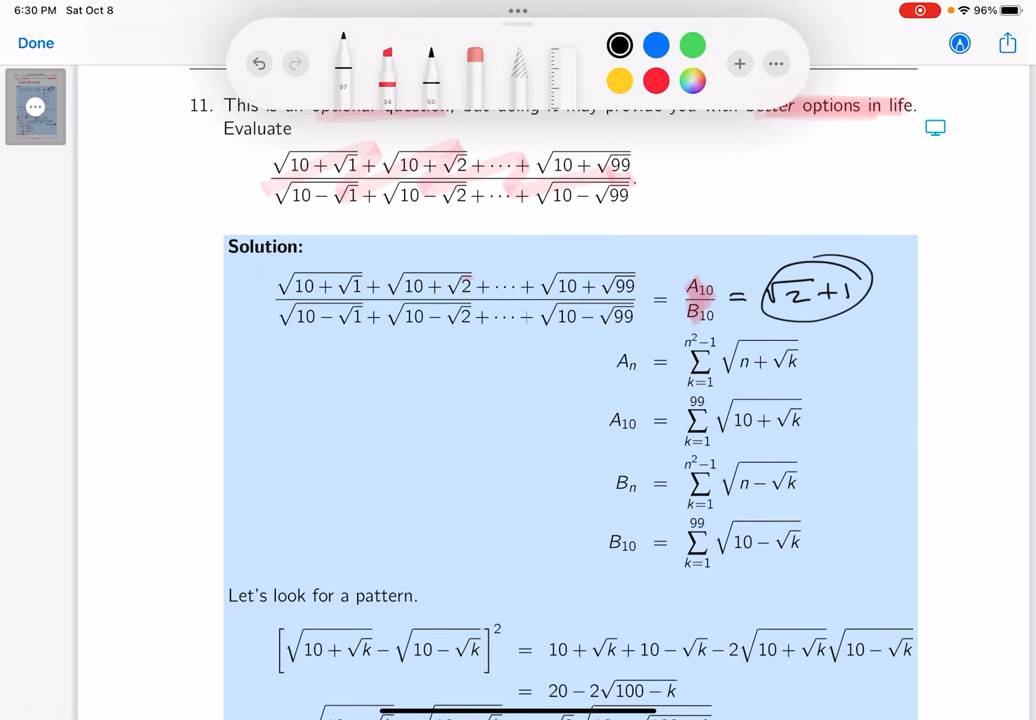 6:30 PM Sat Oct 8 96%
Done
97 34 50
11. This is an optional question, but doing it may provide you with better options in life.
Evaluate
√(10 + √1) + √(10 + √2) + ⋯ + √(10 + √99)
√(10 − √1) + √(10 − √2) + ⋯ + √(10 − √99).
Solution:
√(10 + √1) + √(10 + √2) + ⋯ + √(10 + √99) / √(10 − √1) + √(10 − √2) + ⋯ + √(10 − √99) = A₁₀ / B₁₀ = √2 + 1
Aₙ = ∑_{k=1}^{n²−1} √(n + √k)
A₁₀ = ∑_{k=1}^{99} √(10 + √k)
Bₙ = ∑_{k=1}^{n²−1} √(n − √k)
B₁₀ = ∑_{k=1}^{99} √(10 − √k)
Let's look for a pattern.
[√(10 + √k) − √(10 − √k)]² = 10 + √k + 10 − √k − 2√(10 + √k)√(10 − √k)
= 20 − 2√(100 − k)